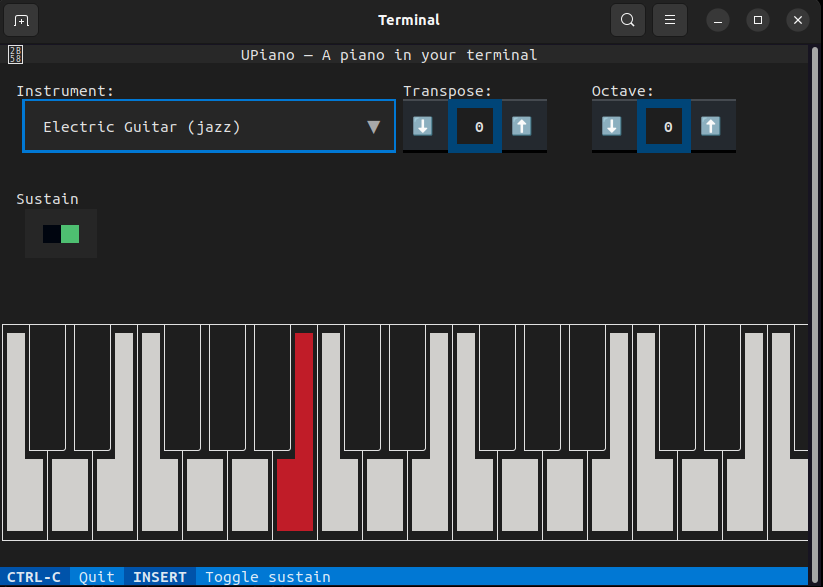 Terminal
UPiano — A piano in your terminal
Instrument: Transpose: Octave:
Electric Guitar (jazz) ▼ ⬇ 0 ⬆ ⬇ 0 ⬆
Sustain
CTRL-C Quit INSERT Toggle sustain